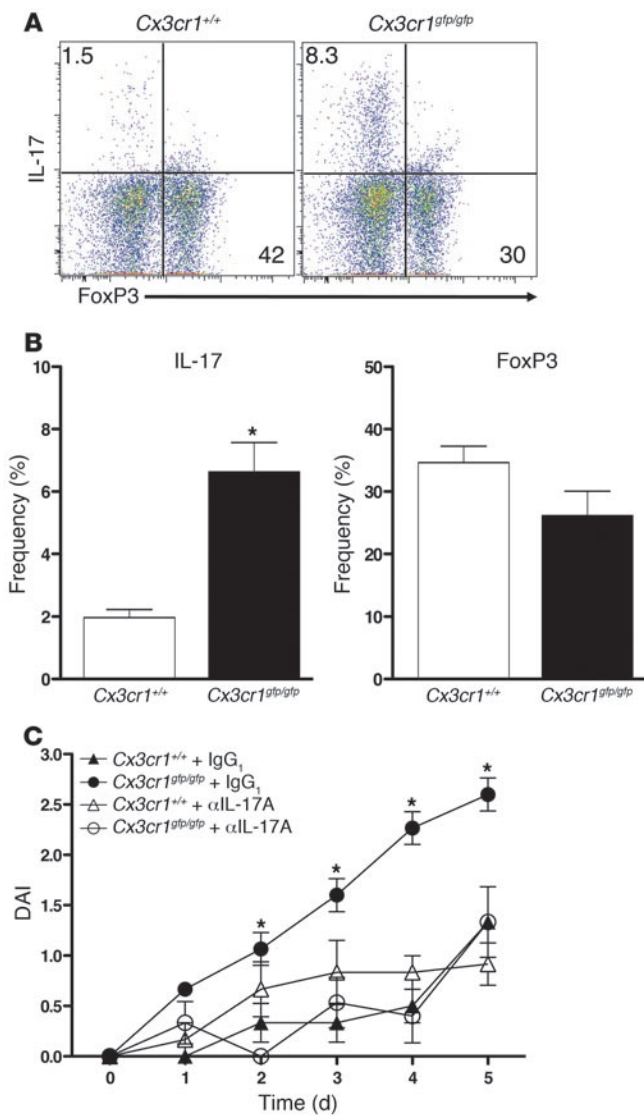 A
Cx3cr1+/+
Cx3cr1gfp/gfp
1.5
8.3
42
30
IL-17
FoxP3
B
IL-17
FoxP3
Frequency (%)
10
8
6
4
2
0
*
Cx3cr1+/+
Cx3cr1gfp/gfp
Frequency (%)
50
40
30
20
10
0
Cx3cr1+/+
Cx3cr1gfp/gfp
C
Cx3cr1+/+ + IgG1
Cx3cr1gfp/gfp + IgG1
Cx3cr1+/+ + αIL-17A
Cx3cr1gfp/gfp + αIL-17A
DAI
3.0
2.5
2.0
1.5
1.0
0.5
0.0
* * * *
0 1 2 3 4 5
Time (d)